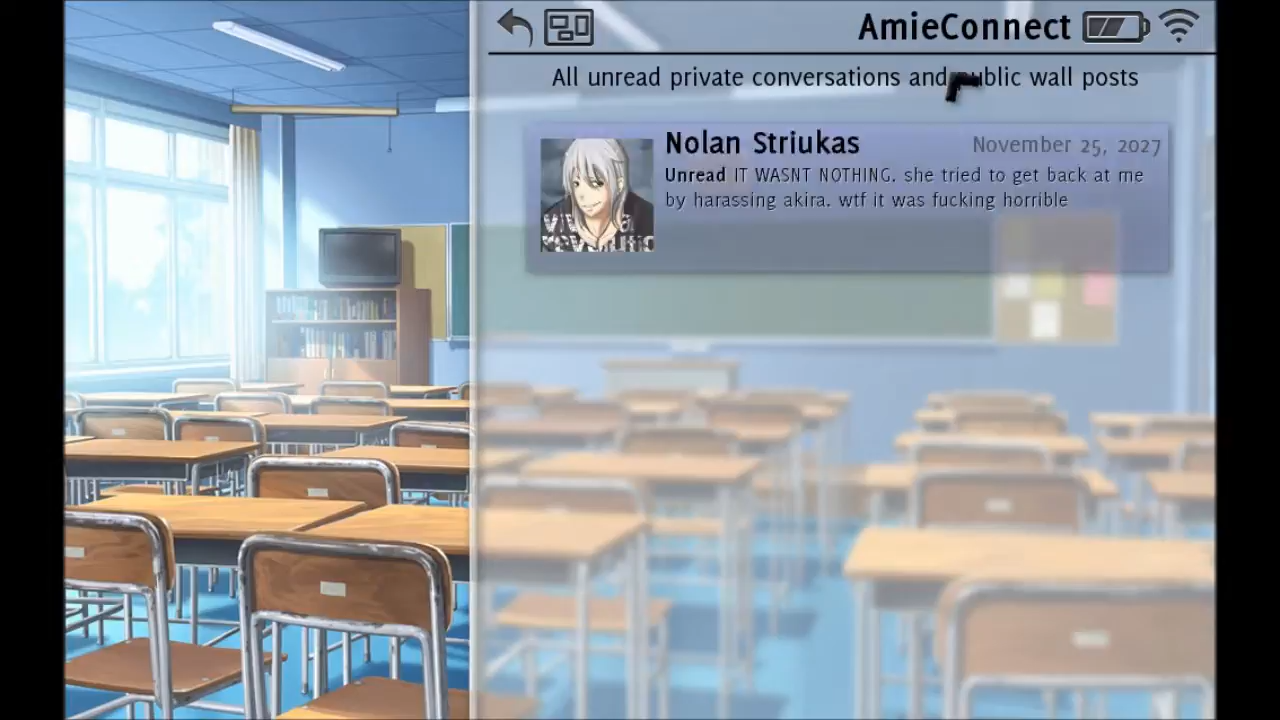 AmieConnect
All unread private conversations and public wall posts
Nolan Striukas
November 25, 2027
Unread IT WASNT NOTHING. she tried to get back at me
by harassing akira. wtf it was fucking horrible